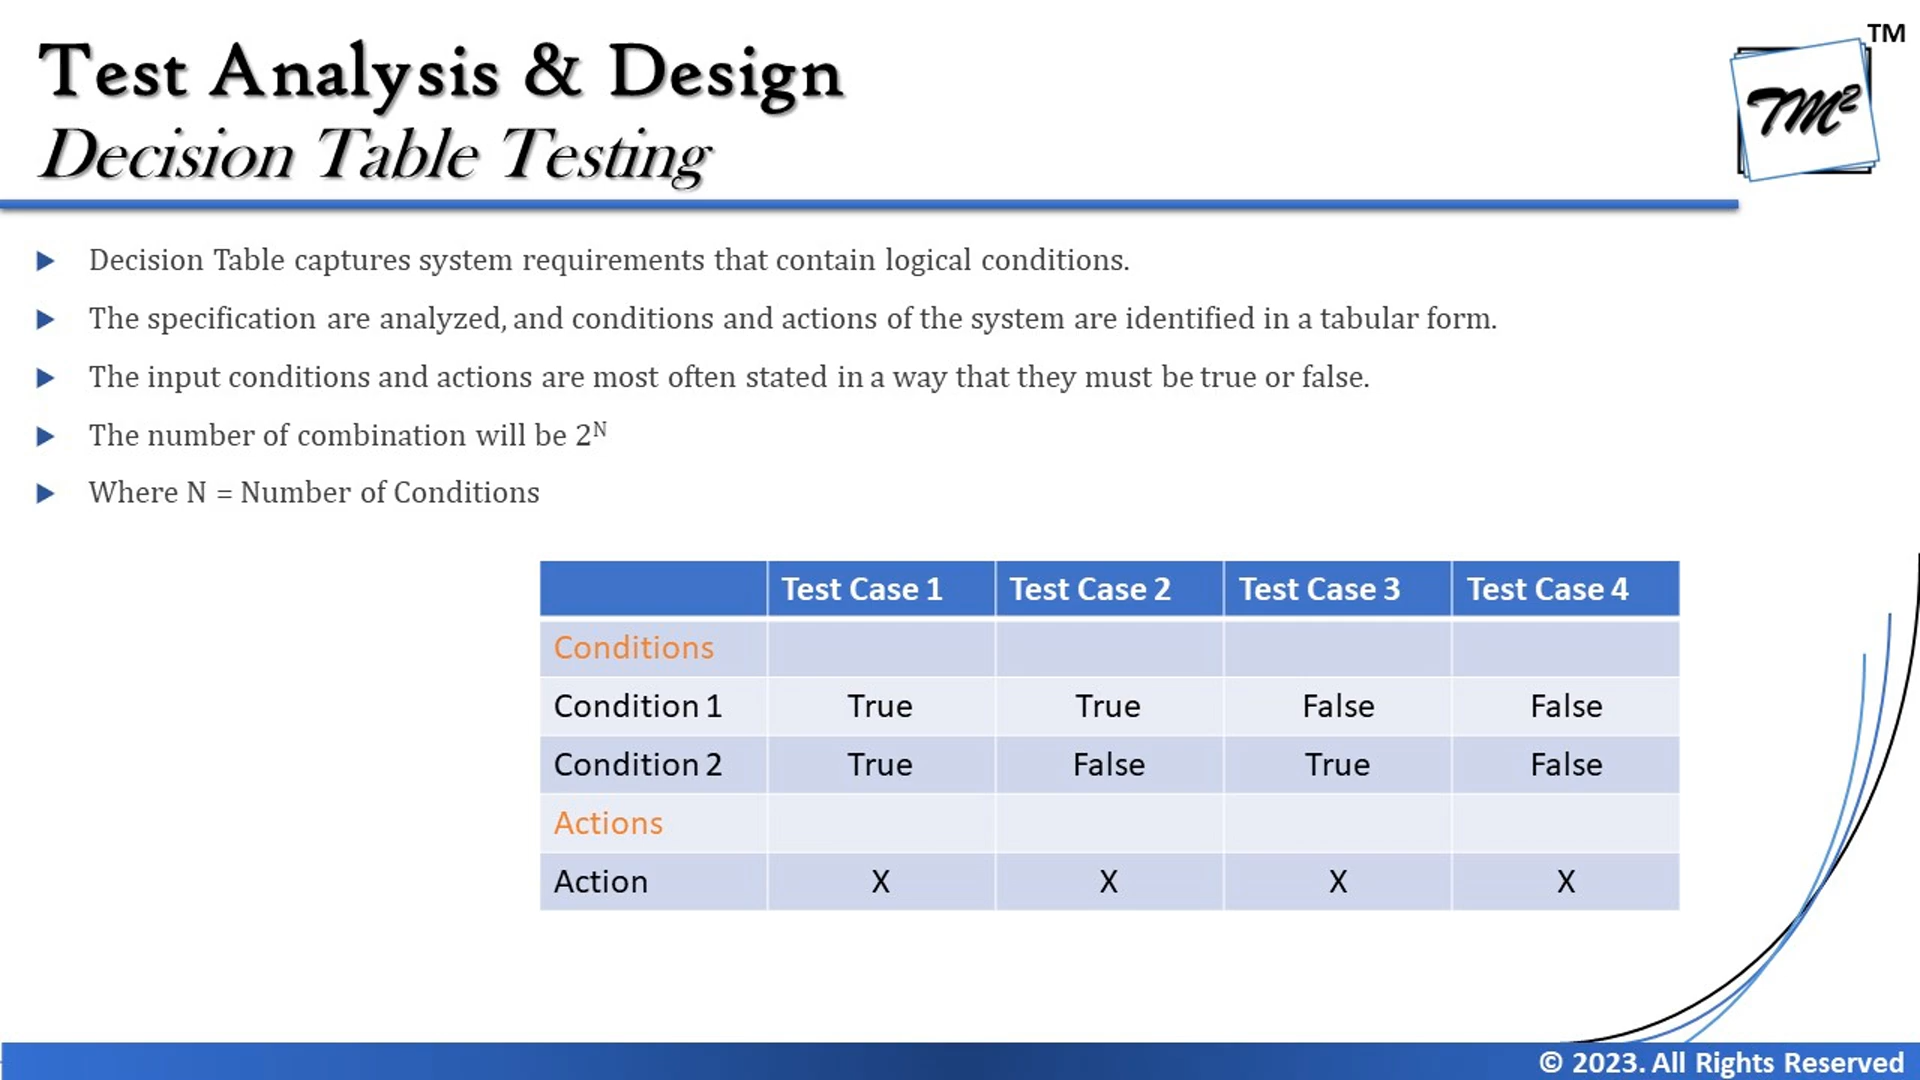 Test Analysis & Design
Decision Table Testing
TM
TM²
Decision Table captures system requirements that contain logical conditions.
The specification are analyzed, and conditions and actions of the system are identified in a tabular form.
The input conditions and actions are most often stated in a way that they must be true or false.
The number of combination will be 2ᴺ
Where N = Number of Conditions
Test Case 1 Test Case 2 Test Case 3 Test Case 4
Conditions
Condition 1 True True False False
Condition 2 True False True False
Actions
Action X X X X
© 2023. All Rights Reserved